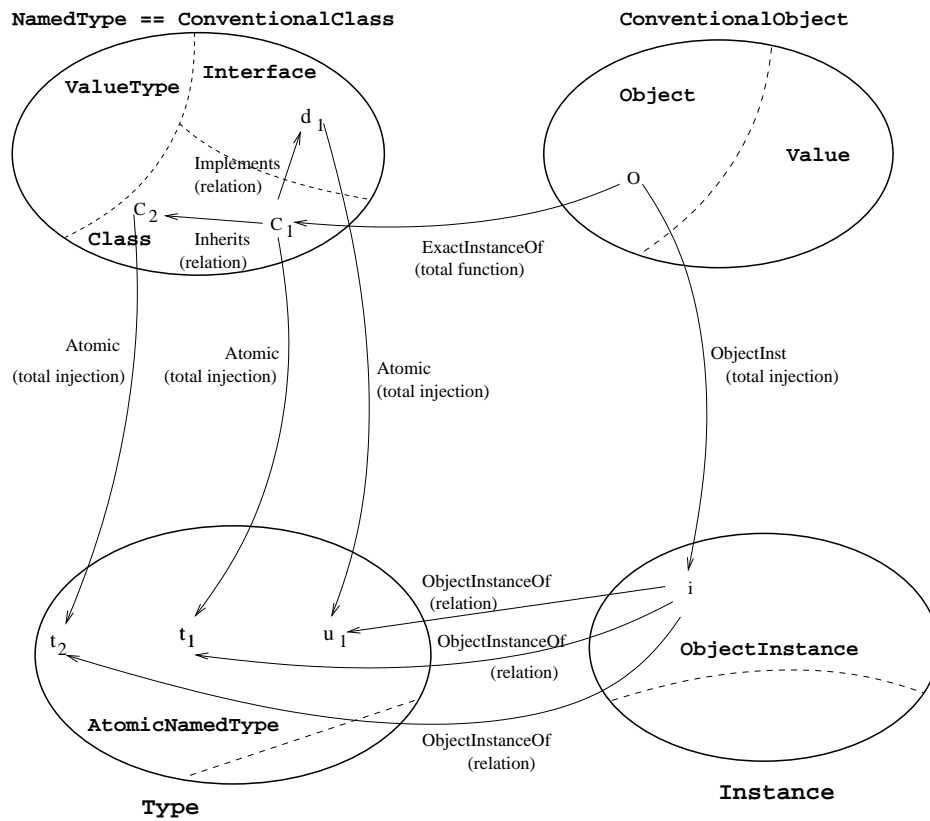 NamedType == ConventionalClass
ConventionalObject
ValueType
Interface
d 1
Implements
(relation)
C 2
Class
Inherits
(relation)
C 1
Object
Value
O
ExactInstanceOf
(total function)
Atomic
(total injection)
Atomic
(total injection)
Atomic
(total injection)
ObjectInst
(total injection)
t 2
t 1
u 1
AtomicNamedType
Type
ObjectInstanceOf
(relation)
ObjectInstanceOf
(relation)
ObjectInstanceOf
(relation)
i
ObjectInstance
Instance